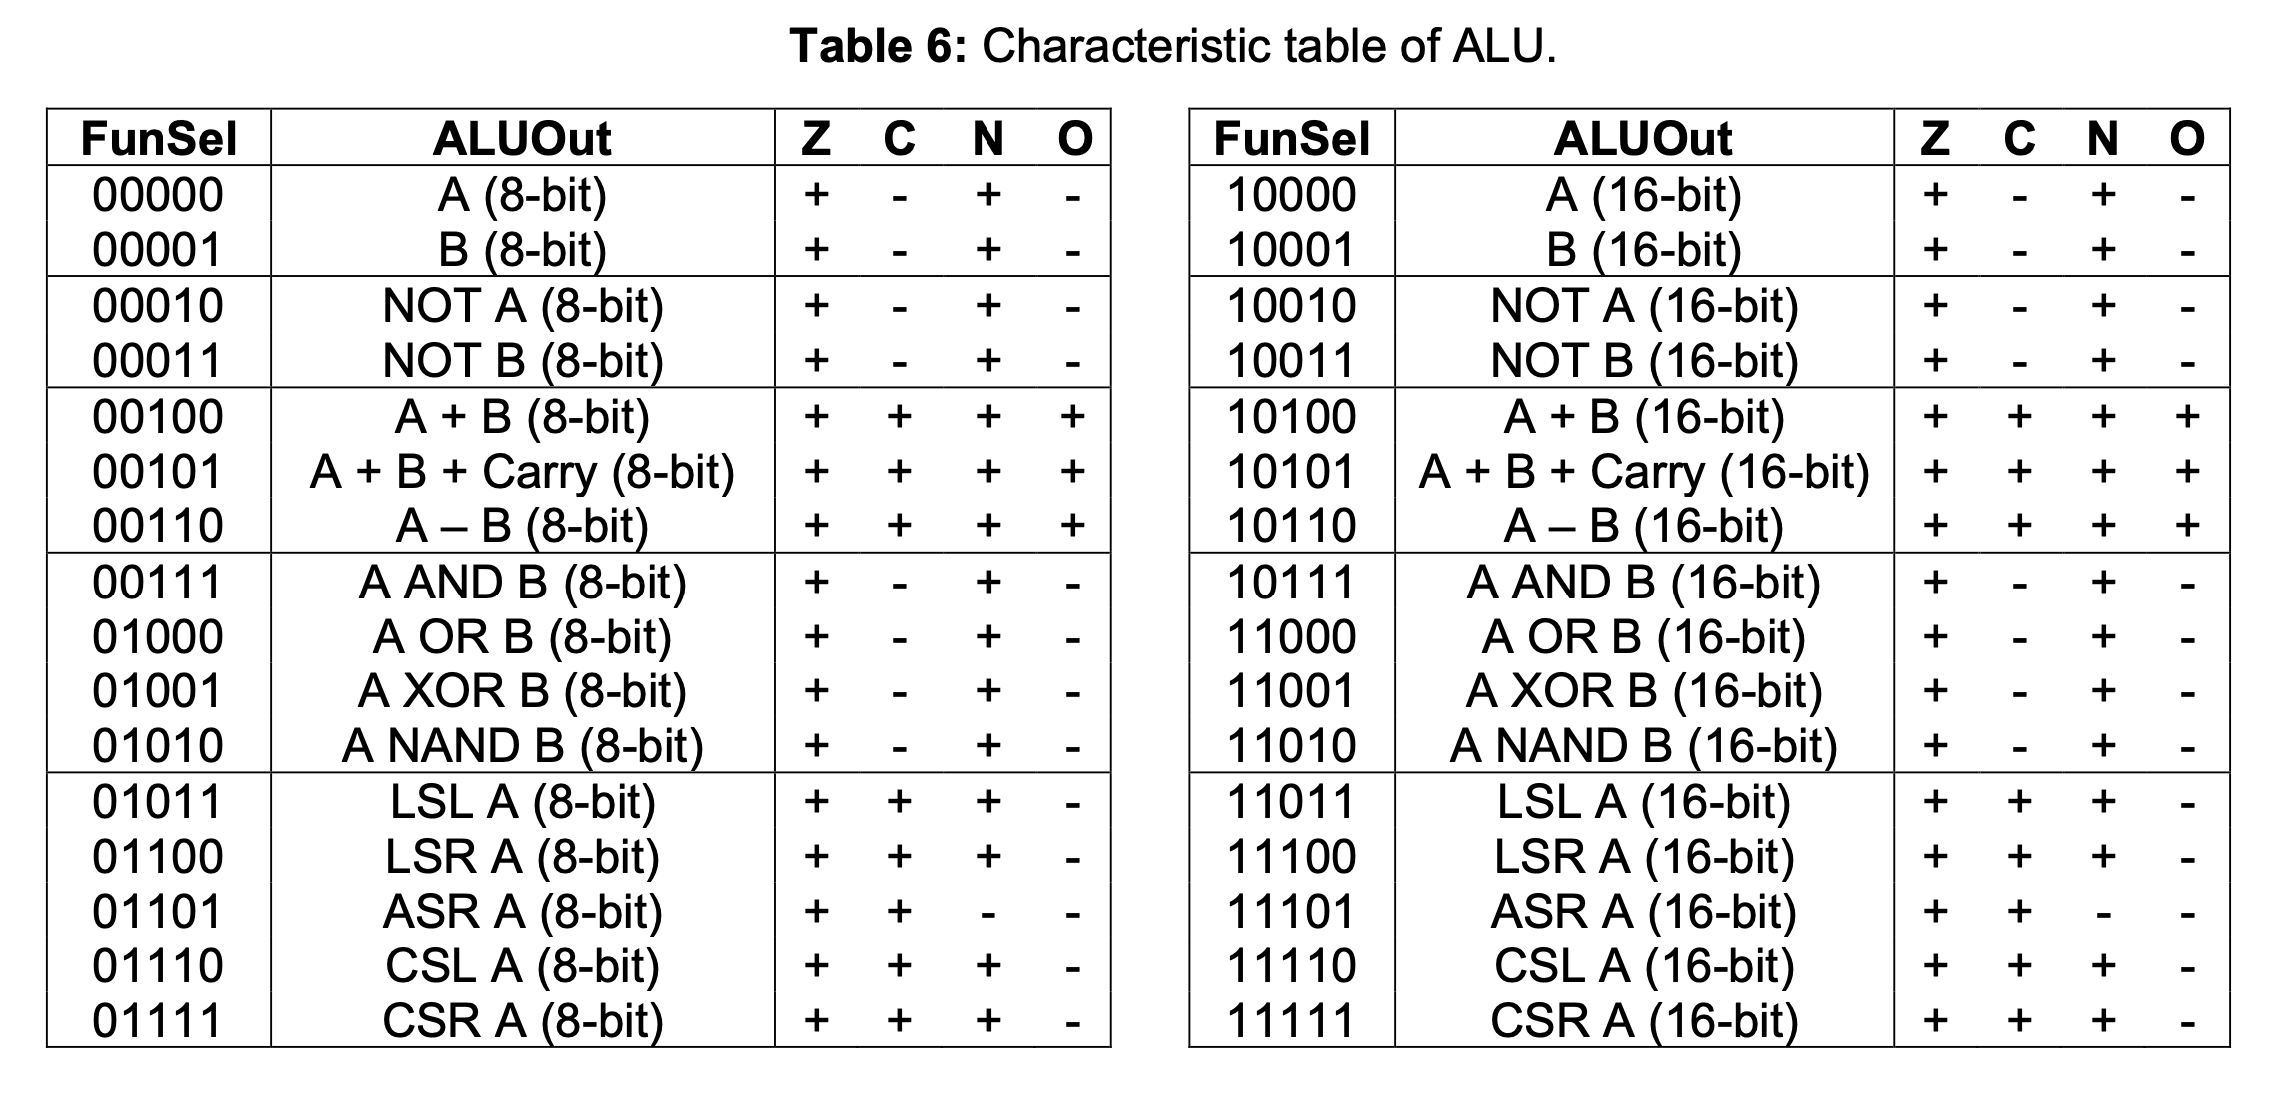 Table 6: Characteristic table of ALU.
FunSel ALUOut Z C N O
00000 A (8-bit) + - + -
00001 B (8-bit) + - + -
00010 NOT A (8-bit) + - + -
00011 NOT B (8-bit) + - + -
00100 A + B (8-bit) + + + +
00101 A + B + Carry (8-bit) + + + +
00110 A – B (8-bit) + + + +
00111 A AND B (8-bit) + - + -
01000 A OR B (8-bit) + - + -
01001 A XOR B (8-bit) + - + -
01010 A NAND B (8-bit) + - + -
01011 LSL A (8-bit) + + + -
01100 LSR A (8-bit) + + + -
01101 ASR A (8-bit) + + - -
01110 CSL A (8-bit) + + + -
01111 CSR A (8-bit) + + + -
FunSel ALUOut Z C N O
10000 A (16-bit) + - + -
10001 B (16-bit) + - + -
10010 NOT A (16-bit) + - + -
10011 NOT B (16-bit) + - + -
10100 A + B (16-bit) + + + +
10101 A + B + Carry (16-bit) + + + +
10110 A – B (16-bit) + + + +
10111 A AND B (16-bit) + - + -
11000 A OR B (16-bit) + - + -
11001 A XOR B (16-bit) + - + -
11010 A NAND B (16-bit) + - + -
11011 LSL A (16-bit) + + + -
11100 LSR A (16-bit) + + + -
11101 ASR A (16-bit) + + - -
11110 CSL A (16-bit) + + + -
11111 CSR A (16-bit) + + + -